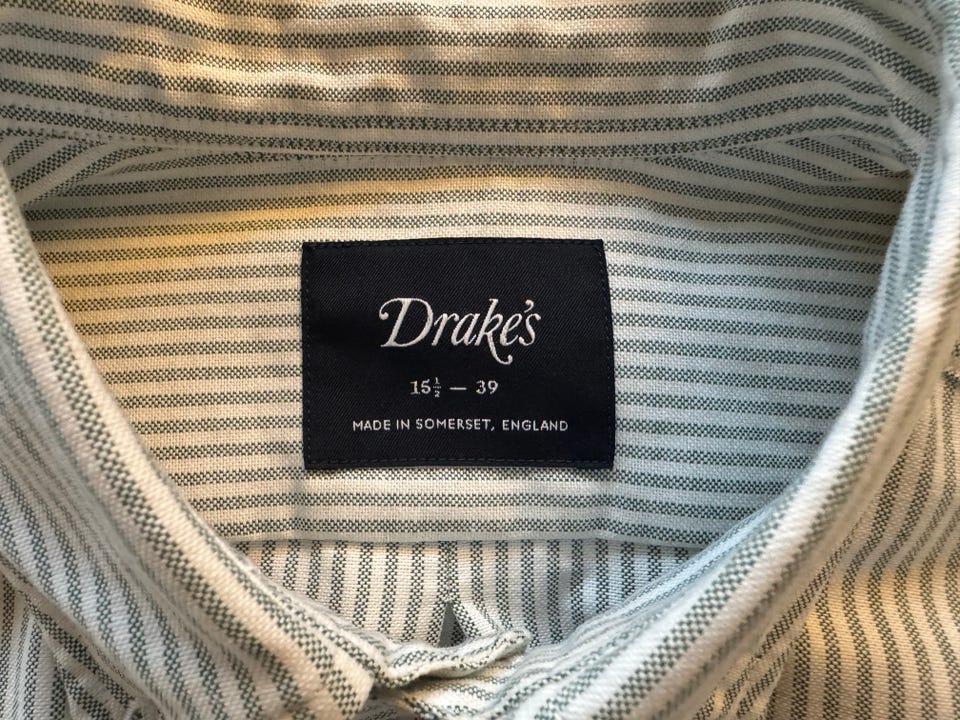 Drake's
15½ — 39
MADE IN SOMERSET, ENGLAND